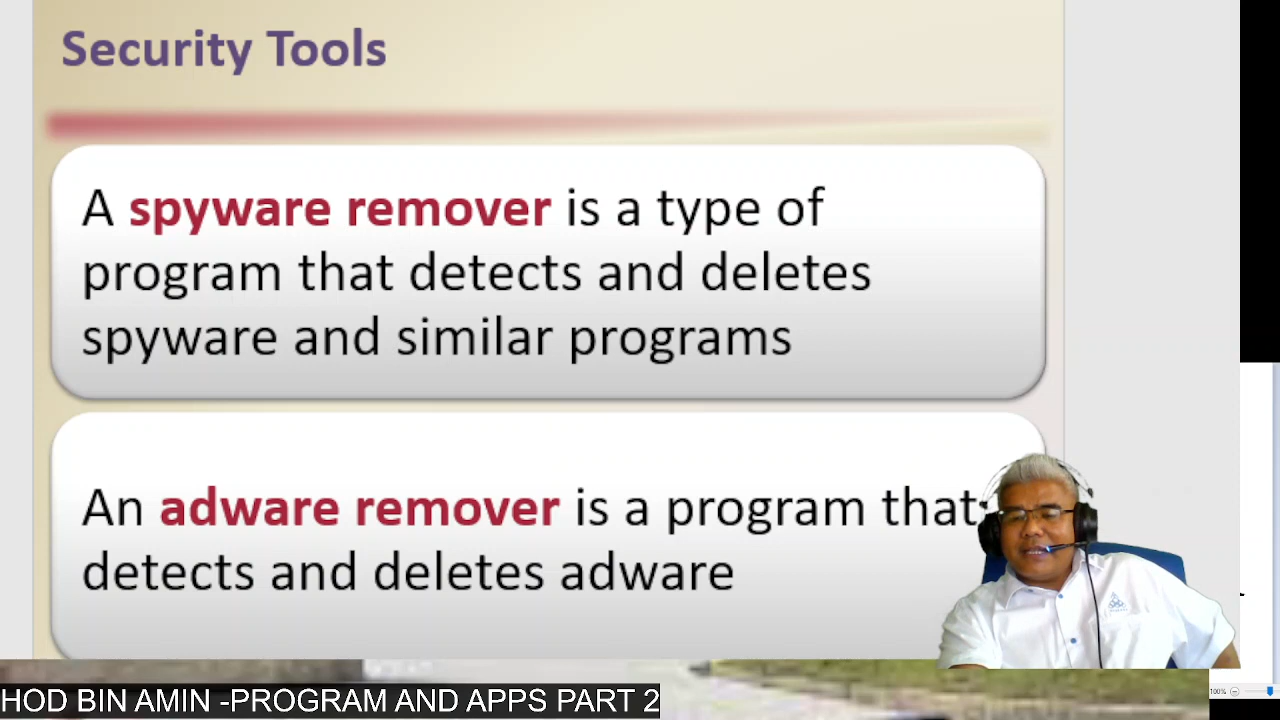 Security Tools
A spyware remover is a type of
program that detects and deletes
spyware and similar programs
An adware remover is a program that
detects and deletes adware
HOD BIN AMIN -PROGRAM AND APPS PART 2
100%